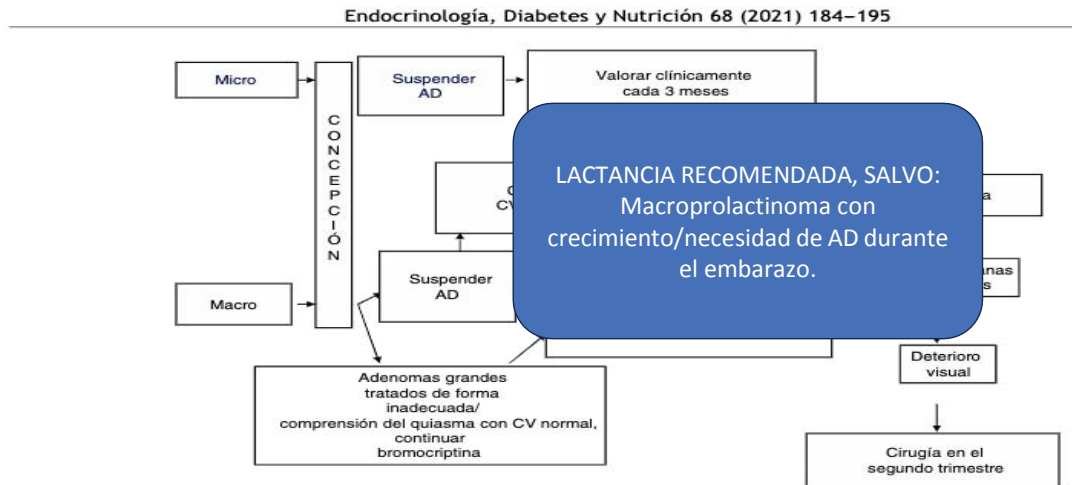 Endocrinología, Diabetes y Nutrición 68 (2021) 184–195
Micro
CONCEPCIÓN
Suspender
AD
Valorar clínicamente
cada 3 meses
LACTANCIA RECOMENDADA, SALVO:
Macroprolactinoma con
crecimiento/necesidad de AD durante
el embarazo.
Macro
Suspender
AD
Adenomas grandes
tratados de forma
inadecuada/
comprensión del quiasma con CV normal,
continuar
bromocriptina
Deterioro
visual
Cirugía en el
segundo trimestre